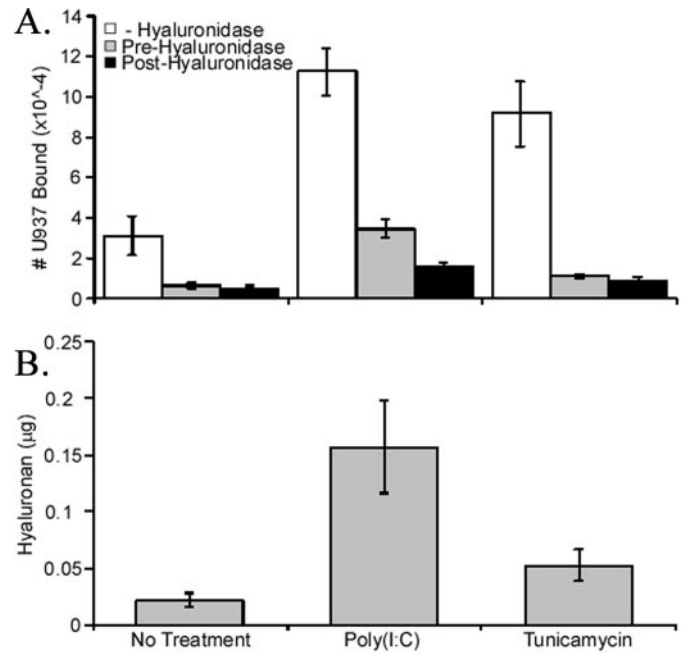 A.
14
12
10
8
6
4
2
0
# U937 Bound (x10^-4)
- Hyaluronidase
Pre-Hyaluronidase
Post-Hyaluronidase
B.
0.25
0.2
0.15
0.1
0.05
0
Hyaluronan (µg)
No Treatment
Poly(I:C)
Tunicamycin